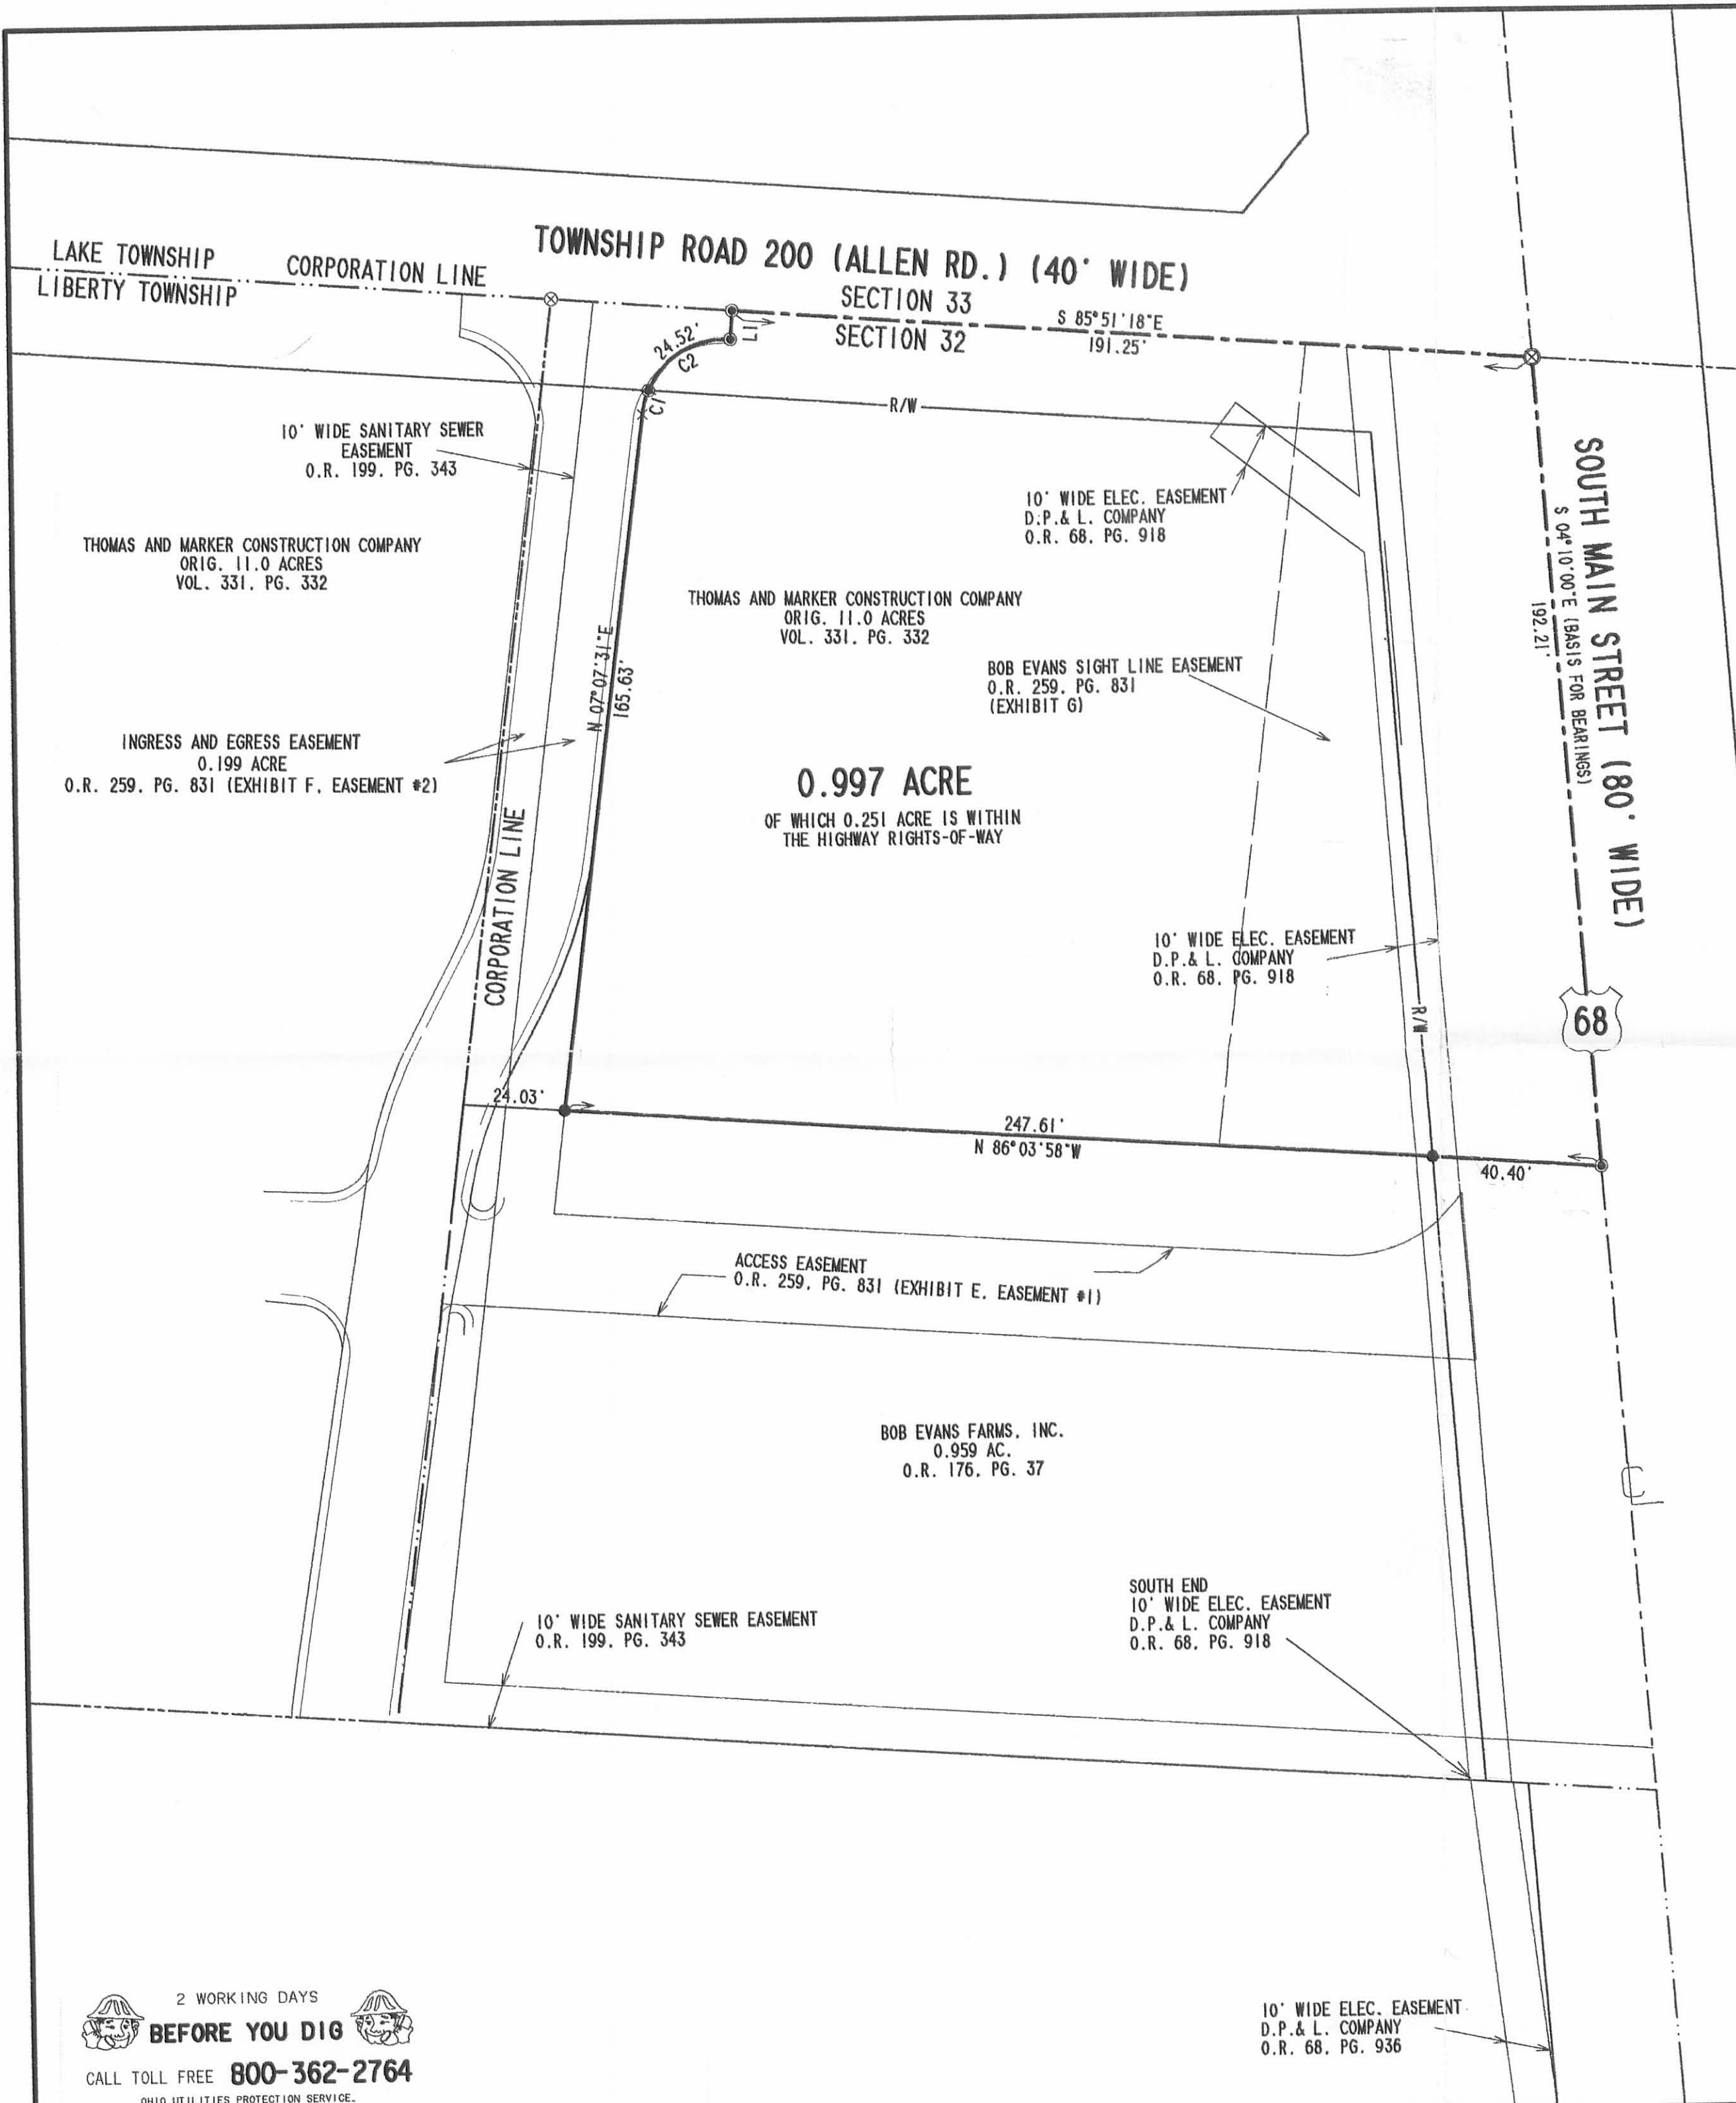 TOWNSHIP ROAD 200 (ALLEN RD.) (40' WIDE)
LAKE TOWNSHIP
CORPORATION LINE
LIBERTY TOWNSHIP
SECTION 33
SECTION 32
S 85°51'18"E
191.25'
L1
24.52'
C2
C1
R/W
10' WIDE SANITARY SEWER
EASEMENT
O.R. 199, PG. 343
THOMAS AND MARKER CONSTRUCTION COMPANY
ORIG. 11.0 ACRES
VOL. 331, PG. 332
10' WIDE ELEC. EASEMENT
D.P.& L. COMPANY
O.R. 68, PG. 918
SOUTH MAIN STREET (80' WIDE)
S 04°10'00"E (BASIS FOR BEARINGS)
192.21'
THOMAS AND MARKER CONSTRUCTION COMPANY
ORIG. 11.0 ACRES
VOL. 331, PG. 332
N 07°07'31"E
165.63'
BOB EVANS SIGHT LINE EASEMENT
O.R. 259, PG. 831
(EXHIBIT G)
INGRESS AND EGRESS EASEMENT
0.199 ACRE
O.R. 259, PG. 831 (EXHIBIT F, EASEMENT #2)
0.997 ACRE
OF WHICH 0.251 ACRE IS WITHIN
THE HIGHWAY RIGHTS-OF-WAY
CORPORATION LINE
10' WIDE ELEC. EASEMENT
D.P.& L. COMPANY
O.R. 68, PG. 918
R/W
68
24.03'
247.61'
N 86°03'58"W
40.40'
ACCESS EASEMENT
O.R. 259, PG. 831 (EXHIBIT E, EASEMENT #1)
BOB EVANS FARMS, INC.
0.959 AC.
O.R. 176, PG. 37
CL
10' WIDE SANITARY SEWER EASEMENT
O.R. 199, PG. 343
SOUTH END
10' WIDE ELEC. EASEMENT
D.P.& L. COMPANY
O.R. 68, PG. 918
10' WIDE ELEC. EASEMENT
D.P.& L. COMPANY
O.R. 68, PG. 936
2 WORKING DAYS
BEFORE YOU DIG
CALL TOLL FREE 800-362-2764
OHIO UTILITIES PROTECTION SERVICE.